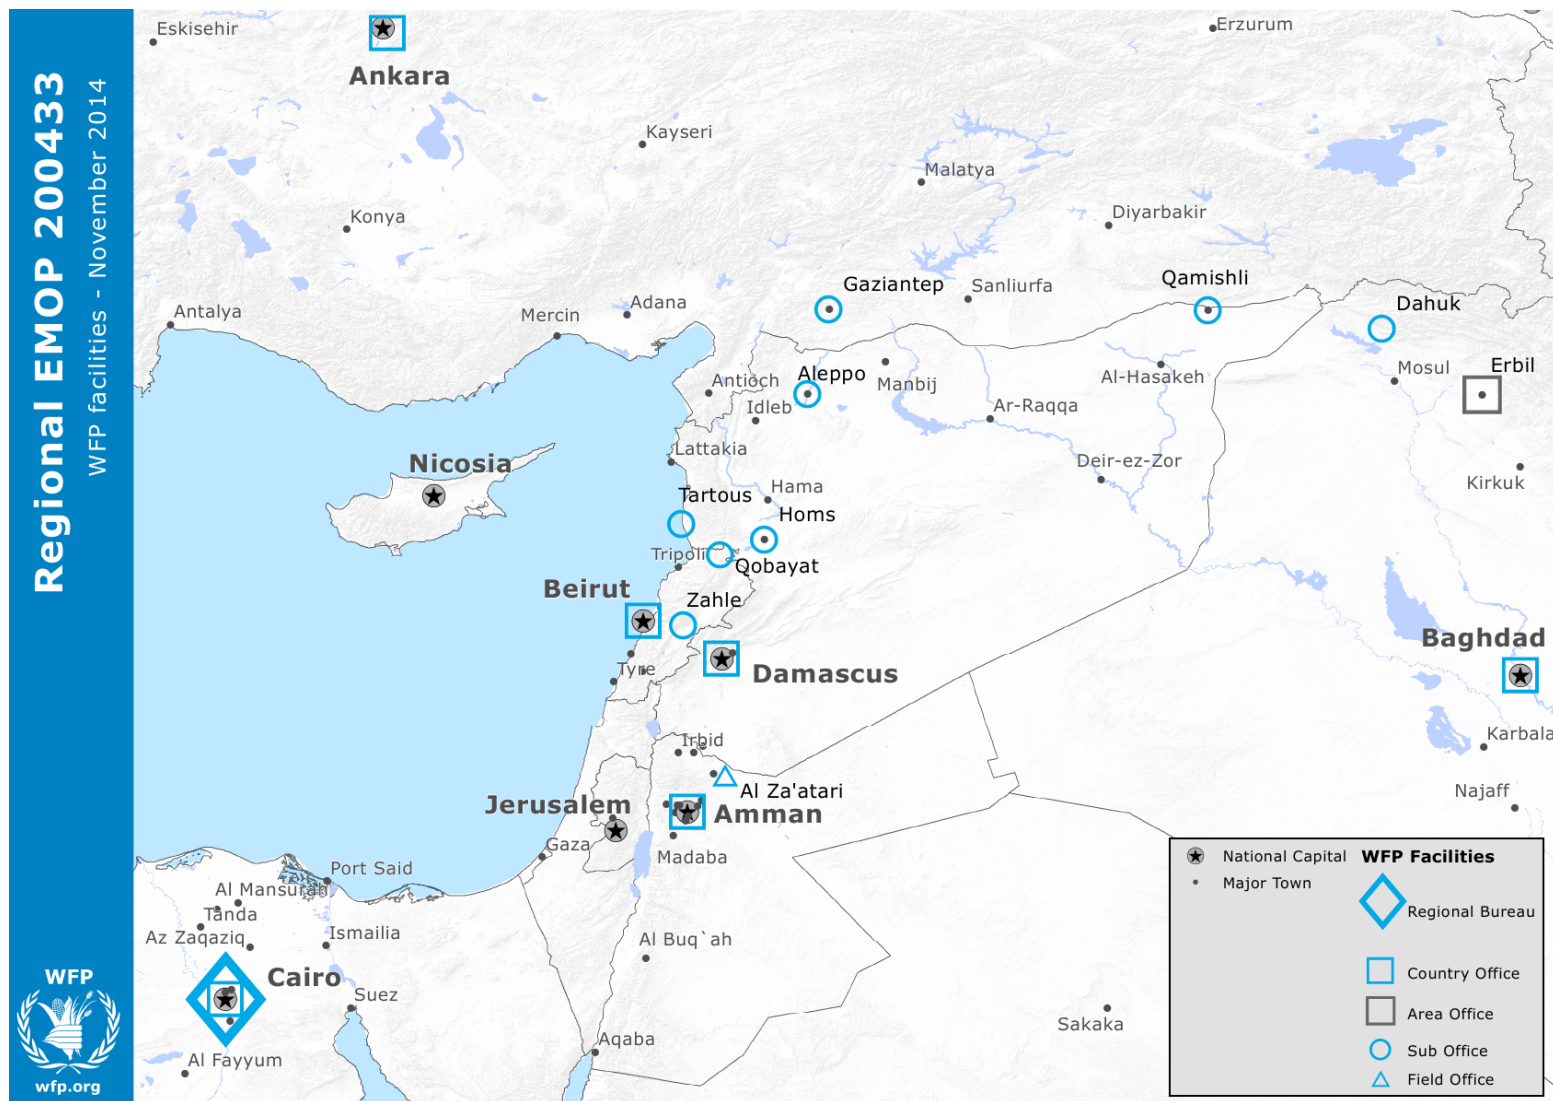 Regional EMOP 200433
WFP facilities - November 2014
WFP
wfp.org
Eskisehir
Erzurum
Ankara
Kayseri
Malatya
Konya
Diyarbakir
Gaziantep
Sanliurfa
Qamishli
Dahuk
Antalya
Mercin
Adana
Mosul
Erbil
Antioch
Aleppo
Manbij
Al-Hasakeh
Idleb
Ar-Raqqa
Lattakia
Nicosia
Deir-ez-Zor
Kirkuk
Tartous
Hama
Homs
Tripoli
Qobayat
Beirut
Zahle
Baghdad
Tyre
Damascus
Karbala
Irbid
Al Za'atari
Najaff
Jerusalem
Amman
Gaza
Madaba
Port Said
Al Mansurah
Tanda
Az Zaqaziq
Ismailia
Al Buq`ah
Cairo
Suez
Sakaka
Aqaba
Al Fayyum
National Capital
Major Town
WFP Facilities
Regional Bureau
Country Office
Area Office
Sub Office
Field Office